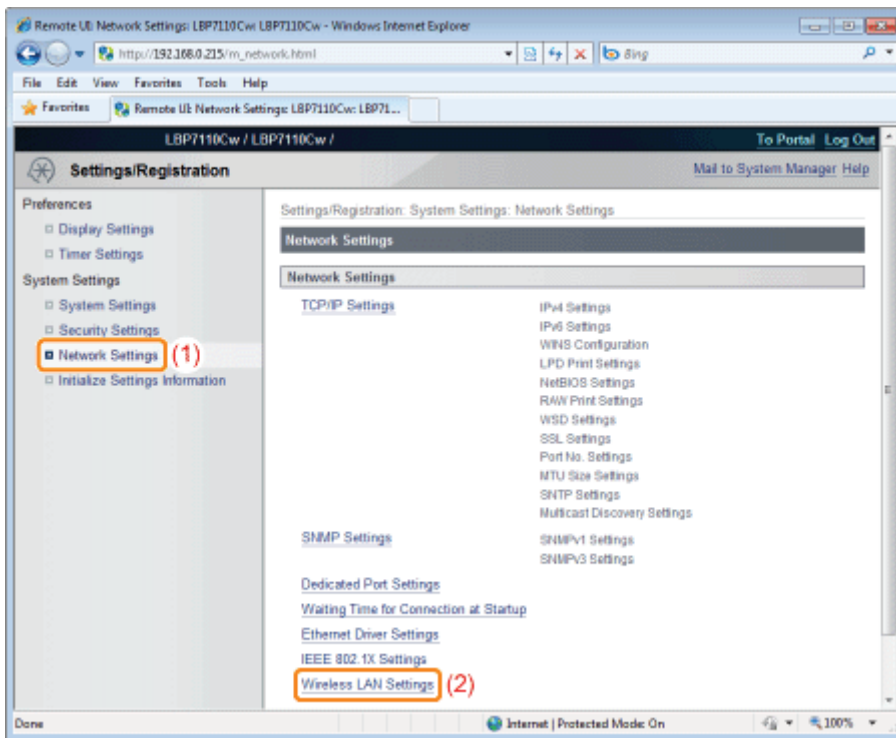 Remote UI: Network Settings: LBP7110Cw: LBP7110Cw - Windows Internet Explorer
http://192.168.0.215/m_network.html
Bing
File Edit View Favorites Tools Help
Favorites
Remote UI: Network Settings: LBP7110Cw: LBP71...
LBP7110Cw / LBP7110Cw /
To Portal Log Out
Settings/Registration
Mail to System Manager Help
Preferences
Display Settings
Timer Settings
System Settings
System Settings
Security Settings
Network Settings (1)
Initialize Settings Information
Settings/Registration: System Settings: Network Settings
Network Settings
Network Settings
TCP/IP Settings
IPv4 Settings
IPv6 Settings
WINS Configuration
LPD Print Settings
NetBIOS Settings
RAW Print Settings
WSD Settings
SSL Settings
Port No. Settings
MTU Size Settings
SNTP Settings
Multicast Discovery Settings
SNMP Settings
SNMPv1 Settings
SNMPv3 Settings
Dedicated Port Settings
Waiting Time for Connection at Startup
Ethernet Driver Settings
IEEE 802.1X Settings
Wireless LAN Settings (2)
Done
Internet | Protected Mode: On
100%